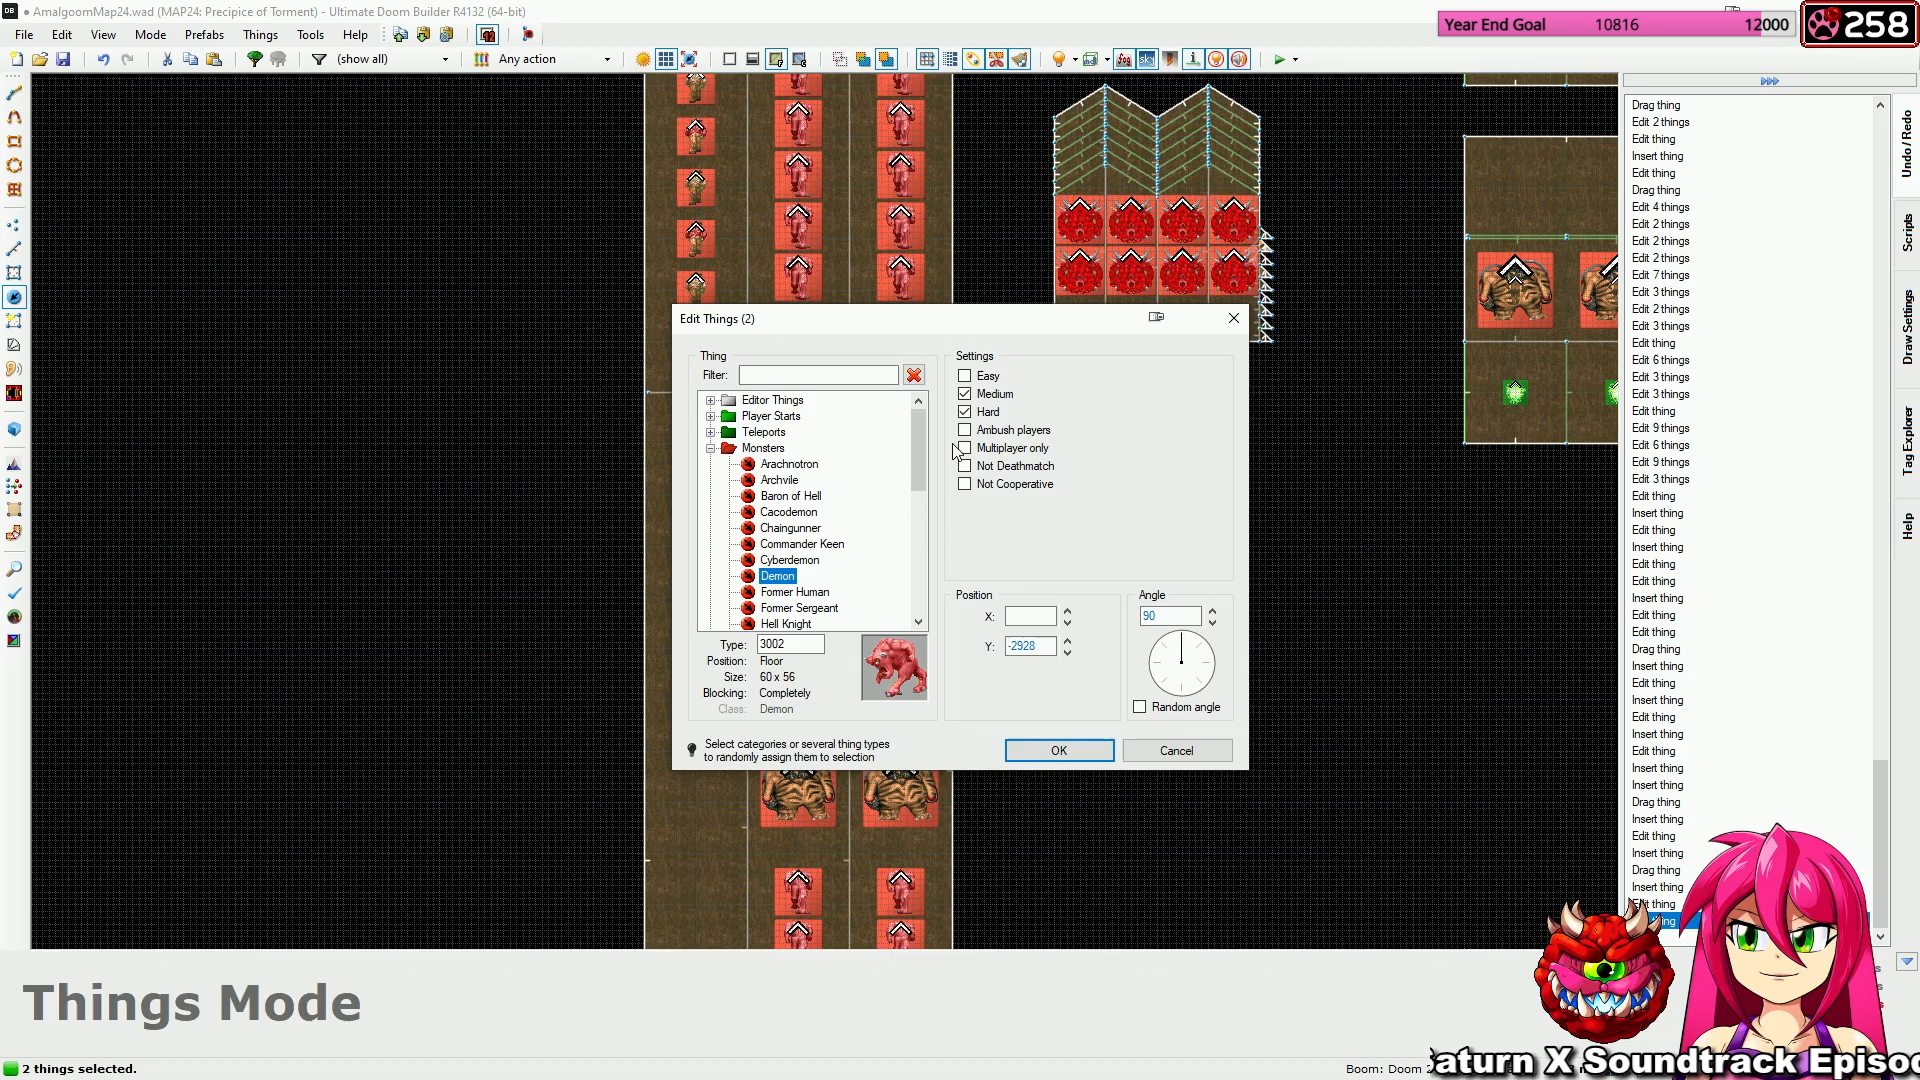 AmalgoomMap24.wad (MAP24: Precipice of Torment) - Ultimate Doom Builder R4132 (64-bit)
File Edit View Mode Prefabs Things Tools Help
(show all)
Any action
Year End Goal 10816 12000
258
Edit Things (2)
Thing
Filter:
Editor Things
Player Starts
Teleports
Monsters
Arachnotron
Archvile
Baron of Hell
Cacodemon
Chaingunner
Commander Keen
Cyberdemon
Demon
Former Human
Former Sergeant
Hell Knight
Type: 3002
Position: Floor
Size: 60 x 56
Blocking: Completely
Class: Demon
Select categories or several thing types
to randomly assign them to selection
Settings
Easy
Medium
Hard
Ambush players
Multiplayer only
Not Deathmatch
Not Cooperative
Position
X:
Y: -2928
Angle
90
Random angle
OK
Cancel
Drag thing
Edit 2 things
Edit thing
Insert thing
Edit thing
Drag thing
Edit 4 things
Edit 2 things
Edit 2 things
Edit 2 things
Edit 7 things
Edit 3 things
Edit 2 things
Edit 3 things
Edit thing
Edit 6 things
Edit 3 things
Edit 3 things
Edit thing
Edit 9 things
Edit 6 things
Edit 9 things
Edit 3 things
Edit thing
Insert thing
Edit thing
Insert thing
Edit thing
Edit thing
Insert thing
Edit thing
Edit thing
Drag thing
Insert thing
Edit thing
Insert thing
Edit thing
Insert thing
Edit thing
Insert thing
Insert thing
Drag thing
Insert thing
Edit thing
Insert thing
Drag thing
Insert thing
Edit thing
thing
Undo / Redo
Scripts
Draw Settings
Tag Explorer
Help
Things Mode
2 things selected.
Boom: Doom 2
aturn X Soundtrack Episo